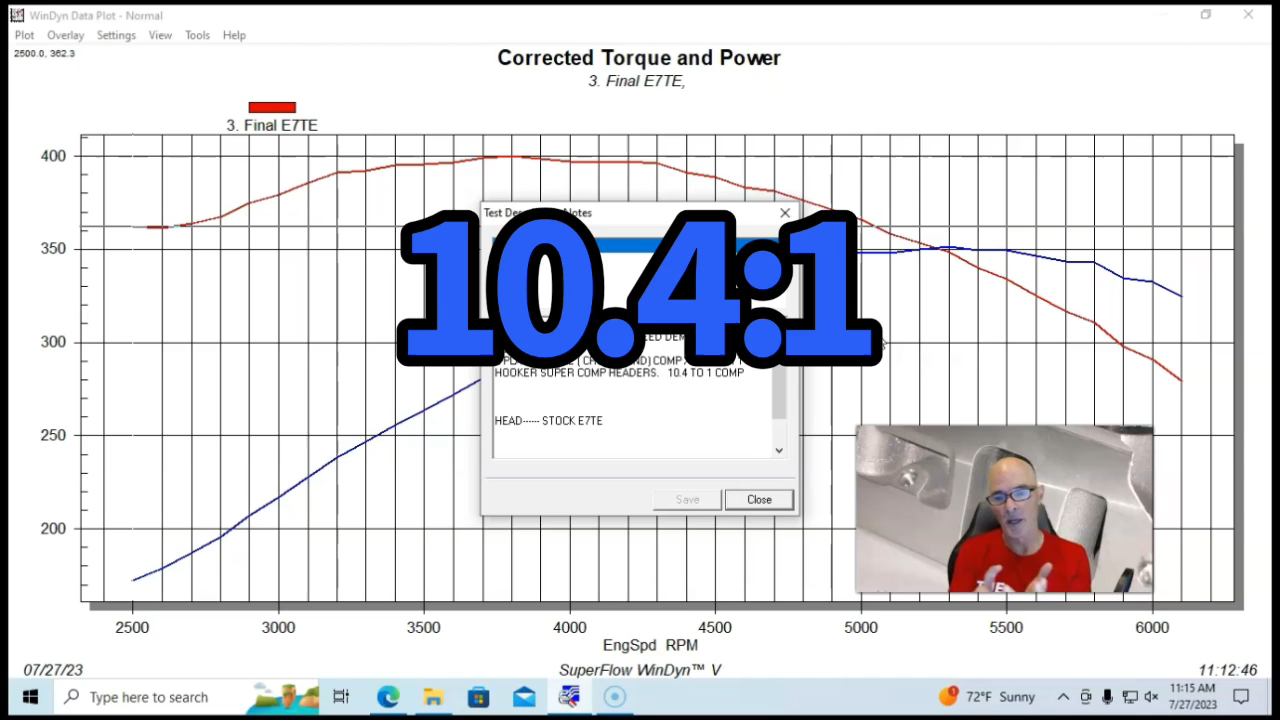 WinDyn Data Plot - Normal
Plot Overlay Settings View Tools Help
2500.0, 362.3
Corrected Torque and Power
3. Final E7TE,
3. Final E7TE
400
350
300
250
200
Test Des Notes
10.4:1
HOOKER SUPER COMP READERS. 10.4 TO 1 COMP
HEAD------ STOCK E7TE
Save Close
2500 3000 3500 4000 4500 5000 5500 6000
EngSpd RPM
07/27/23 SuperFlow WinDyn™ V 11:12:46
Type here to search
72°F Sunny
11:15 AM
7/27/2023